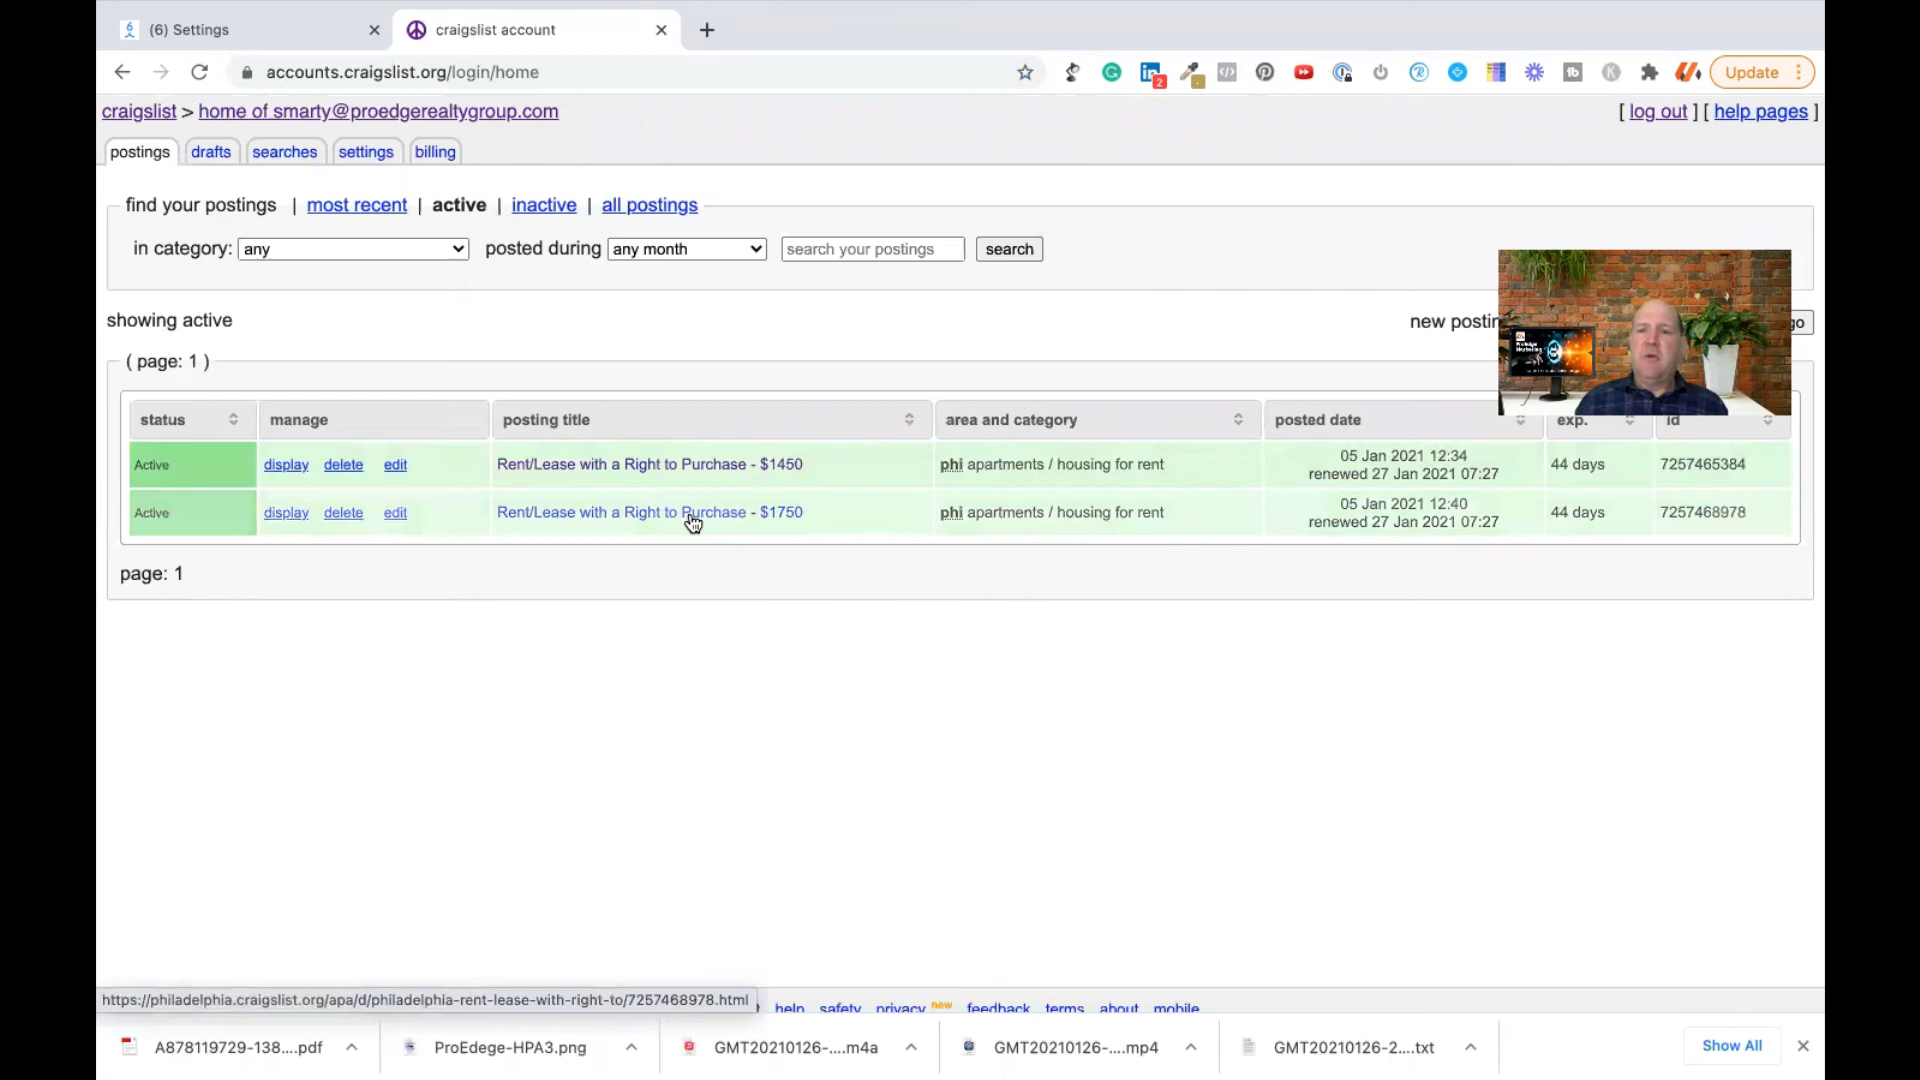 (6) Settings
craigslist account
accounts.craigslist.org/login/home
2
Update
craigslist > home of smarty@proedgerealtygroup.com
[ log out ] [ help pages ]
postings
drafts
searches
settings
billing
find your postings | most recent | active | inactive | all postings
in category: any posted during any month search your postings search
showing active
new postin
go
( page: 1 )
status manage posting title area and category posted date exp. id
Active display delete edit Rent/Lease with a Right to Purchase - $1450 phi apartments / housing for rent 05 Jan 2021 12:34 44 days 7257465384
renewed 27 Jan 2021 07:27
Active display delete edit Rent/Lease with a Right to Purchase - $1750 phi apartments / housing for rent 05 Jan 2021 12:40 44 days 7257468978
renewed 27 Jan 2021 07:27
page: 1
https://philadelphia.craigslist.org/apa/d/philadelphia-rent-lease-with-right-to/7257468978.html
help safety privacy new feedback terms about mobile
A878119729-138....pdf
ProEdege-HPA3.png
GMT20210126-....m4a
GMT20210126-....mp4
GMT20210126-2....txt
Show All